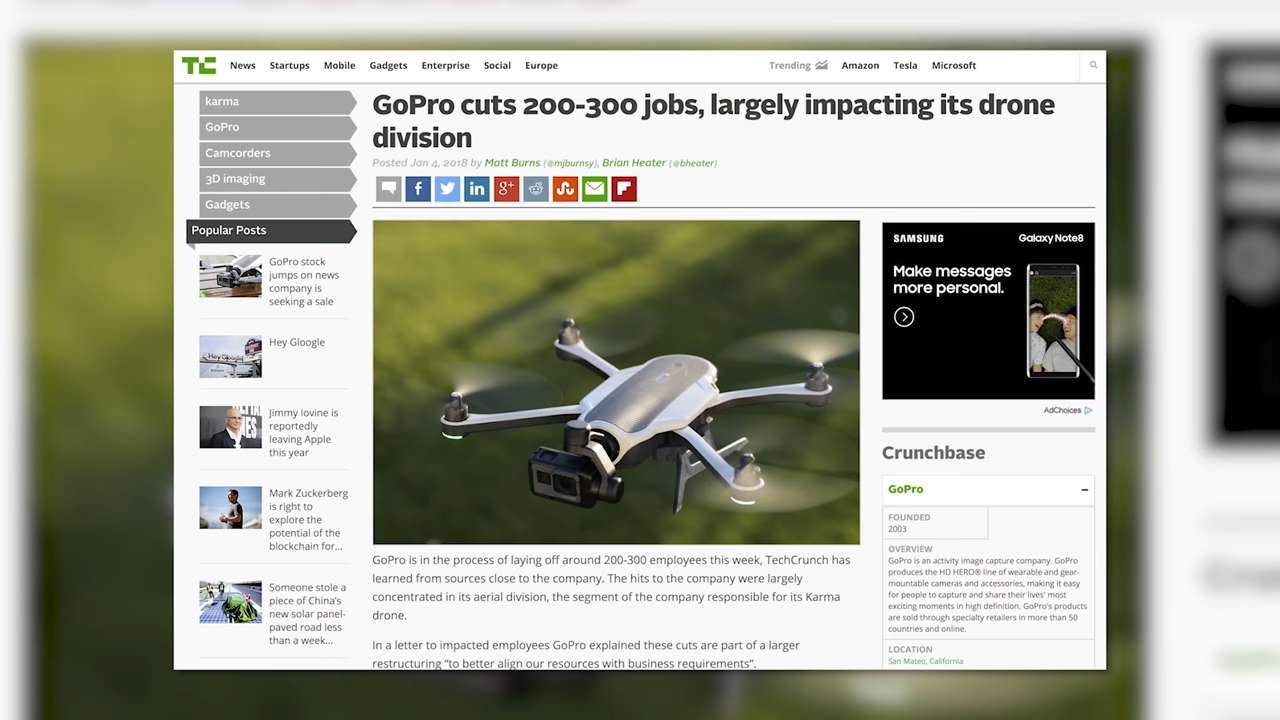 TC
News Startups Mobile Gadgets Enterprise Social Europe
Trending Amazon Tesla Microsoft
karma
GoPro
Camcorders
3D imaging
Gadgets
Popular Posts
GoPro stock
jumps on news
company is
seeking a sale
Hey Gloogle
Jimmy Iovine is
reportedly
leaving Apple
this year
Mark Zuckerberg
is right to
explore the
potential of the
blockchain for...
Someone stole a
piece of China's
new solar panel-
paved road less
than a week...
GoPro cuts 200-300 jobs, largely impacting its drone
division
Posted Jan 4, 2018 by Matt Burns (@mjburnsy), Brian Heater (@bheater)
GoPro is in the process of laying off around 200-300 employees this week, TechCrunch has
learned from sources close to the company. The hits to the company were largely
concentrated in its aerial division, the segment of the company responsible for its Karma
drone.
In a letter to impacted employees GoPro explained these cuts are part of a larger
restructuring “to better align our resources with business requirements”.
SAMSUNG Galaxy Note8
Make messages
more personal.
AdChoices
Crunchbase
GoPro –
FOUNDED
2003
OVERVIEW
GoPro is an activity image capture company. GoPro
produces the HD HERO® line of wearable and gear-
mountable cameras and accessories, making it easy
for people to capture and share their lives' most
exciting moments in high definition. GoPro's products
are sold through specialty retailers in more than 50
countries and online.
LOCATION
San Mateo, California